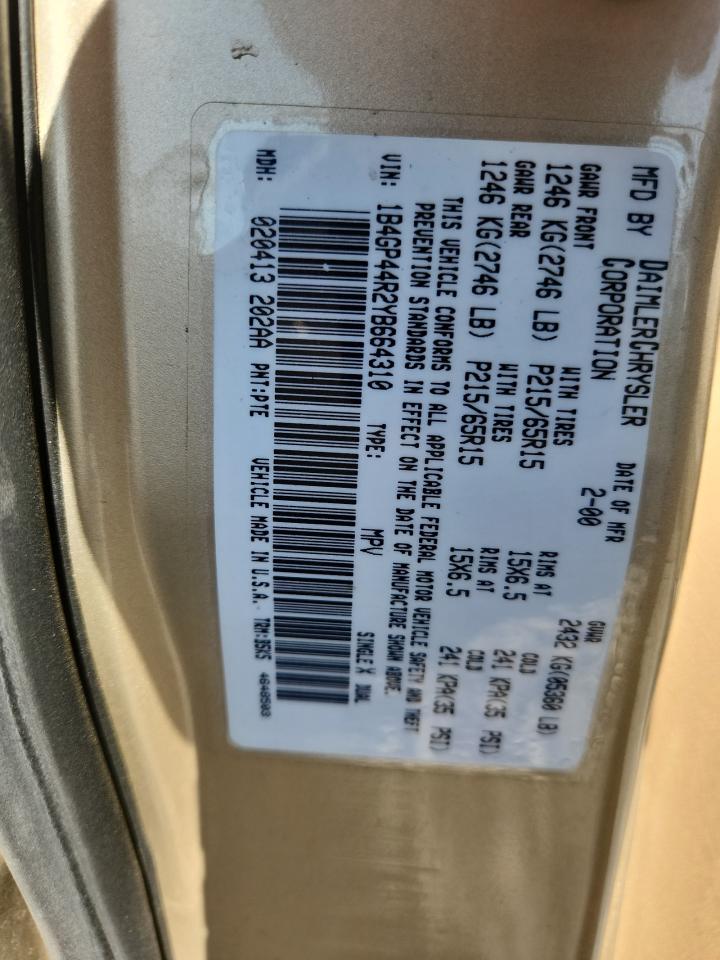 MFD BY DAIMLERCHRYSLER CORPORATION DATE OF MFR 2-00 GVWR 2432 KG(05360 LB)
GAWR FRONT WITH TIRES RIMS AT COLD
1246 KG(2746 LB) P215/65R15 15X6.5 241 KPA(35 PSI)
GAWR REAR WITH TIRES RIMS AT COLD
1246 KG(2746 LB) P215/65R15 15X6.5 241 KPA(35 PSI)
THIS VEHICLE CONFORMS TO ALL APPLICABLE FEDERAL MOTOR VEHICLE SAFETY AND THEFT
PREVENTION STANDARDS IN EFFECT ON THE DATE OF MANUFACTURE SHOWN ABOVE.
VIN: 1B4GP44R2YB664310 TYPE: MPV SINGLE X DUAL
MDH: 020413 202AA PNT:PTE VEHICLE MADE IN U.S.A. TRM:B5KS 4648503